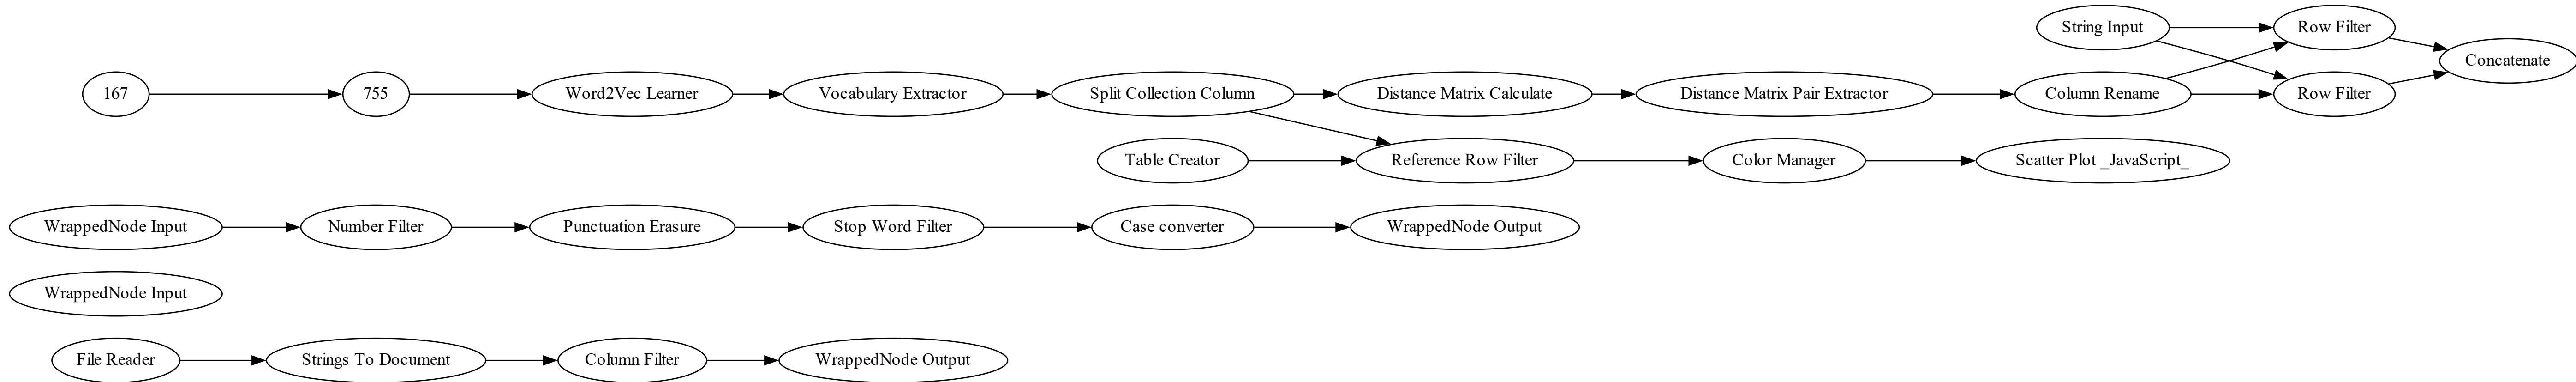 String Input
Row Filter
Concatenate
167
755
Word2Vec Learner
Vocabulary Extractor
Split Collection Column
Distance Matrix Calculate
Distance Matrix Pair Extractor
Column Rename
Row Filter
Table Creator
Reference Row Filter
Color Manager
Scatter Plot _JavaScript_
WrappedNode Input
Number Filter
Punctuation Erasure
Stop Word Filter
Case converter
WrappedNode Output
WrappedNode Input
File Reader
Strings To Document
Column Filter
WrappedNode Output